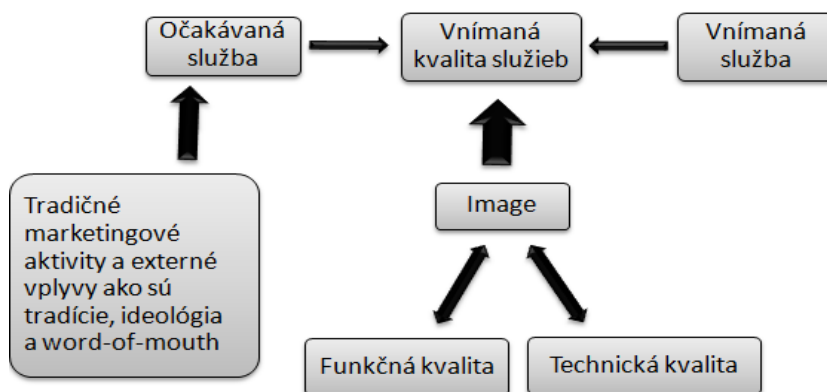 Očakávaná
služba
Vnímaná
kvalita služieb
Vnímaná
služba
Tradičné
marketingové
aktivity a externé
vplyvy ako sú
tradície, ideológia
a word-of-mouth
Image
Funkčná kvalita
Technická kvalita